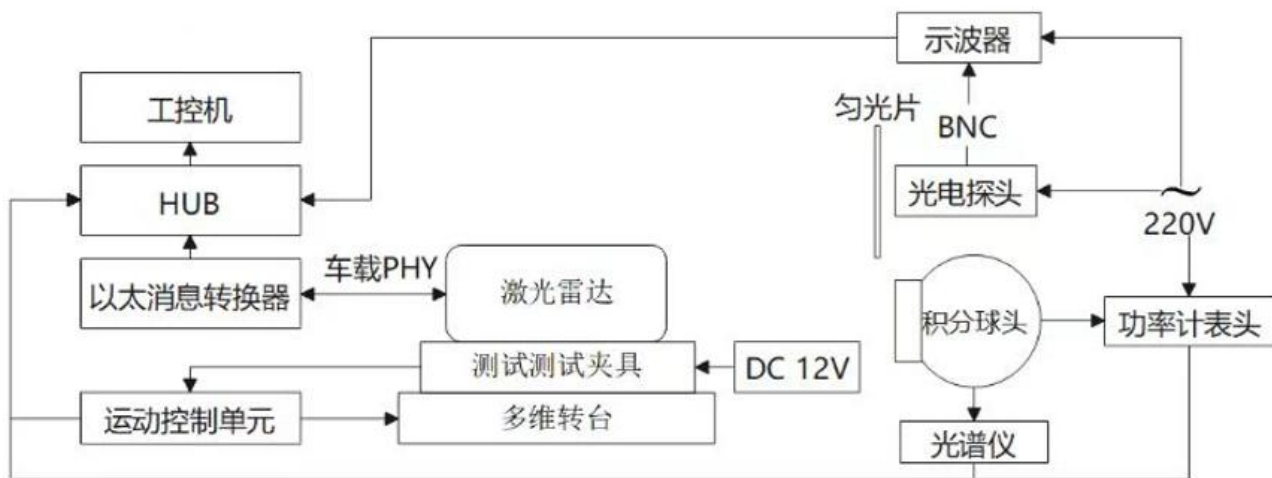 示波器
工控机
匀光片
BNC
HUB
光电探头
220V
车载PHY
以太消息转换器
激光雷达
积分球头
功率计表头
测试测试夹具
DC 12V
运动控制单元
多维转台
光谱仪